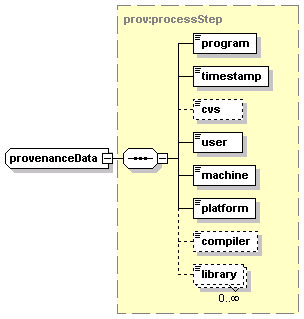 prov:processStep
program
timestamp
cvs
user
provenanceData
machine
platform
compiler
library
0..∞